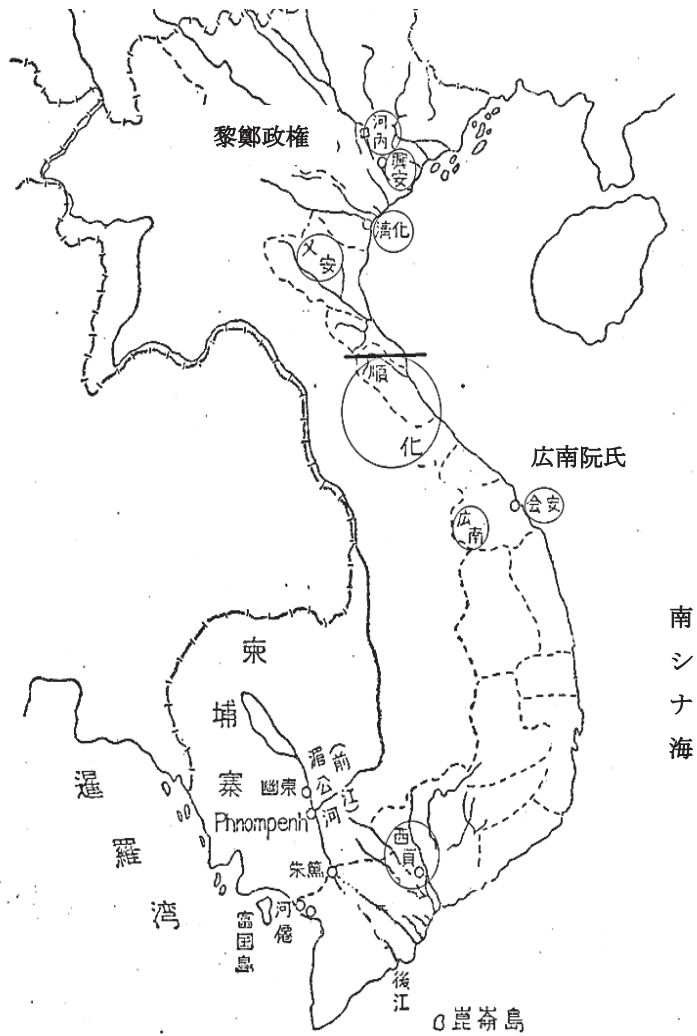 黎鄭政権
河内
興安
清化
乂安
順化
広南阮氏
会安
広南
南シナ海
柬埔寨
湄公河
(前江)
幽東
Phnompenh
西貢
朱篤
暹羅湾
富国島
河僊
後江
崑崙島